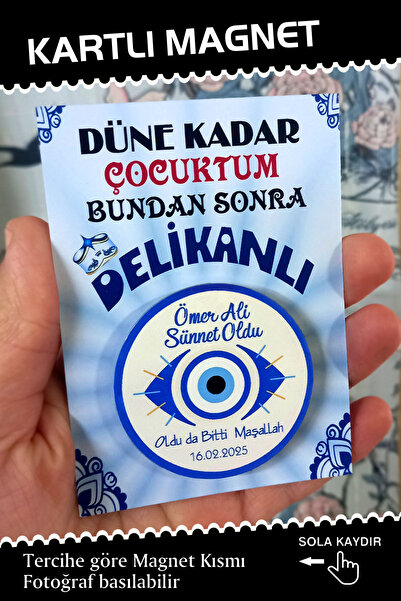 KARTLI MAGNET
DÜNE KADAR
ÇOCUKTUM
BUNDAN SONRA
DELİKANLI
Ömer Ali
Sünnet Oldu
Oldu da Bitti Maşallah
16.02.2025
SOLA KAYDIR
Tercihe göre Magnet Kısmı
Fotoğraf basılabilir